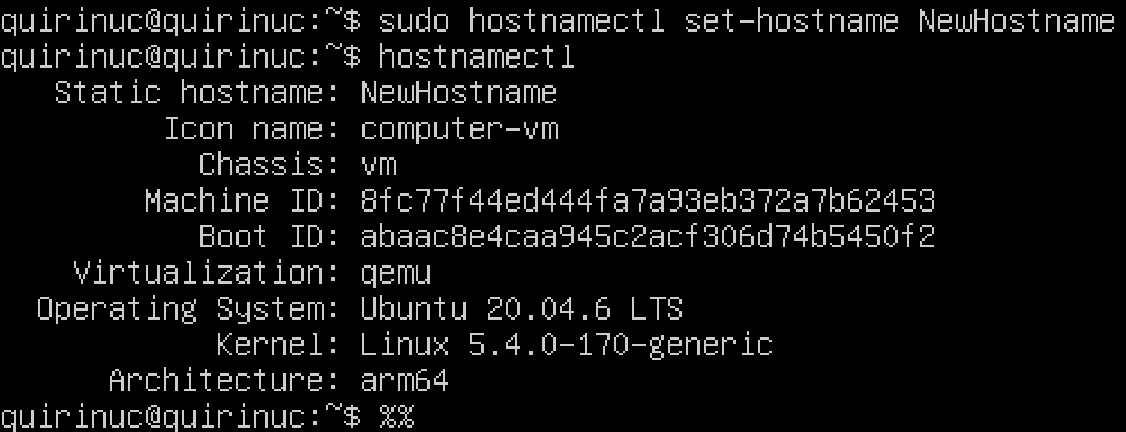 quirinuc@quirinuc:~$ sudo hostnamectl set-hostname NewHostname
quirinuc@quirinuc:~$ hostnamectl
Static hostname: NewHostname
Icon name: computer-vm
Chassis: vm
Machine ID: 8fc77f44ed444fa7a93eb372a7b62453
Boot ID: abaac8e4caa945c2acf306d74b5450f2
Virtualization: qemu
Operating System: Ubuntu 20.04.6 LTS
Kernel: Linux 5.4.0-170-generic
Architecture: arm64
quirinuc@quirinuc:~$ %%